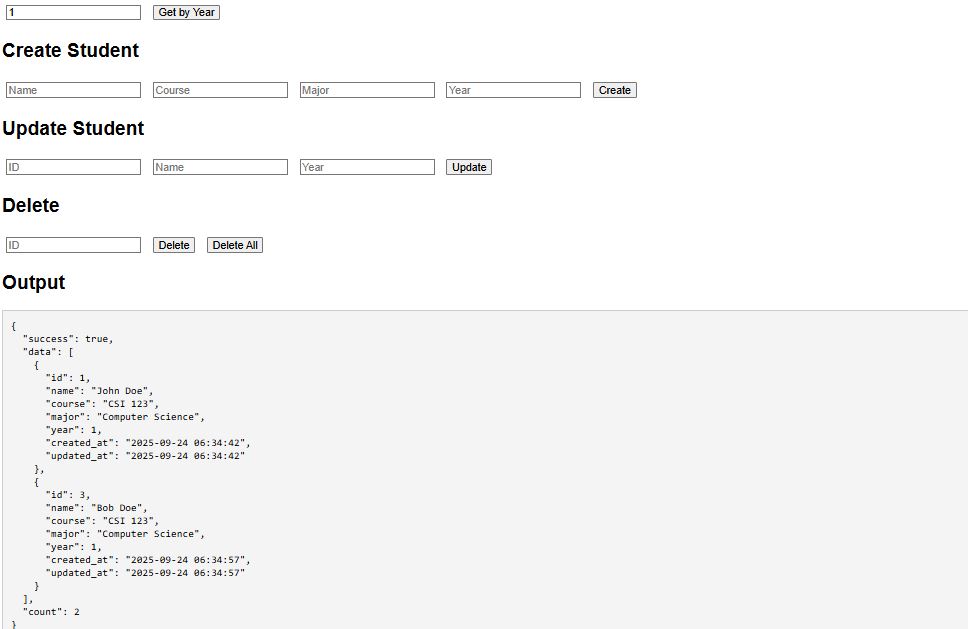 1 Get by Year
Create Student
Name Course Major Year Create
Update Student
ID Name Year Update
Delete
ID Delete Delete All
Output
{
  "success": true,
  "data": [
    {
      "id": 1,
      "name": "John Doe",
      "course": "CSI 123",
      "major": "Computer Science",
      "year": 1,
      "created_at": "2025-09-24 06:34:42",
      "updated_at": "2025-09-24 06:34:42"
    },
    {
      "id": 3,
      "name": "Bob Doe",
      "course": "CSI 123",
      "major": "Computer Science",
      "year": 1,
      "created_at": "2025-09-24 06:34:57",
      "updated_at": "2025-09-24 06:34:57"
    }
  ],
  "count": 2
}